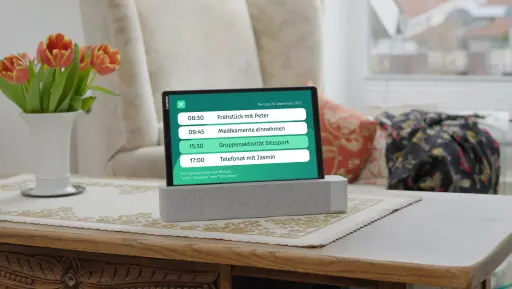 08:30 Frühstück mit Peter
09:45 Medikamente einnehmen
15:30 Gruppenaktivität Sitzsport
17:00 Telefonat mit Jasmin